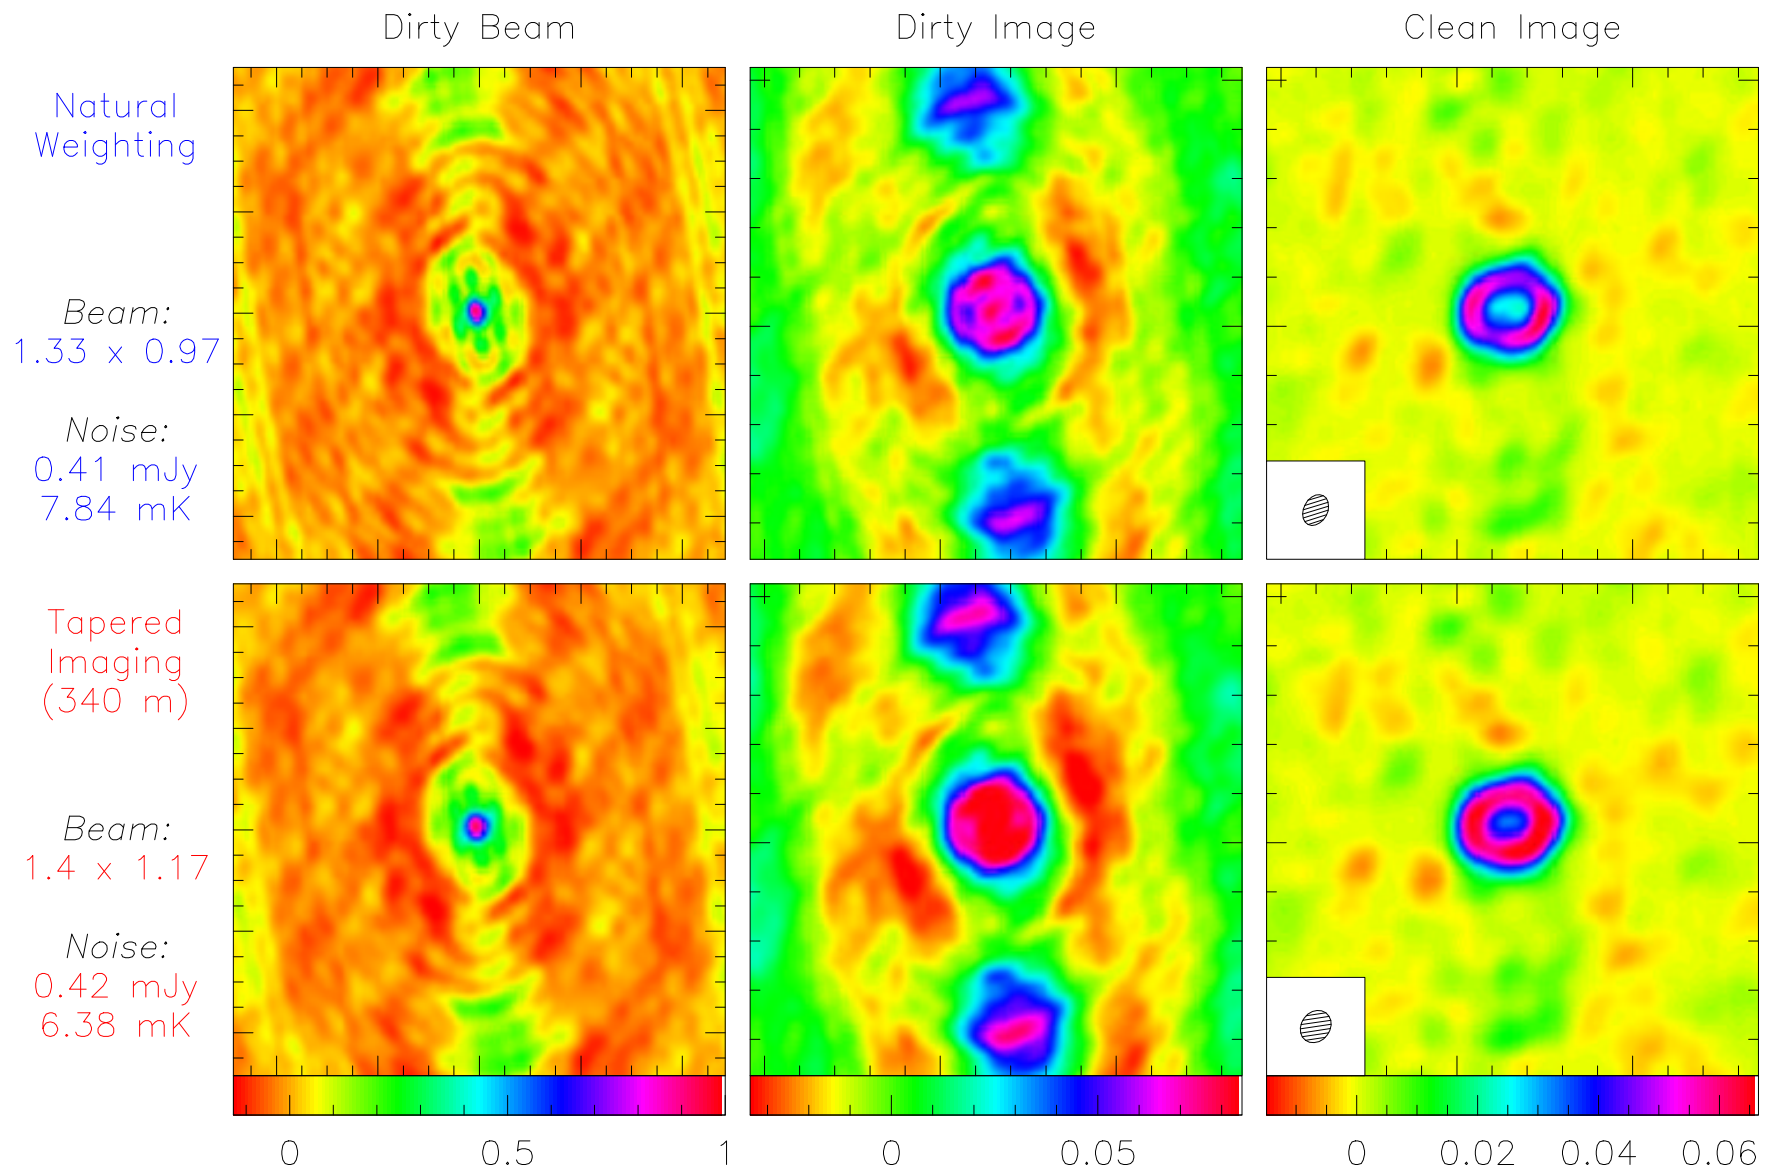 Dirty Beam
Dirty Image
Clean Image
Natural
Weighting
Beam:
1.33 x 0.97
Noise:
0.41 mJy
7.84 mK
Tapered
Imaging
(340 m)
Beam:
1.4 x 1.17
Noise:
0.42 mJy
6.38 mK
0 0.5 1
0 0.05
0 0.02 0.04 0.06